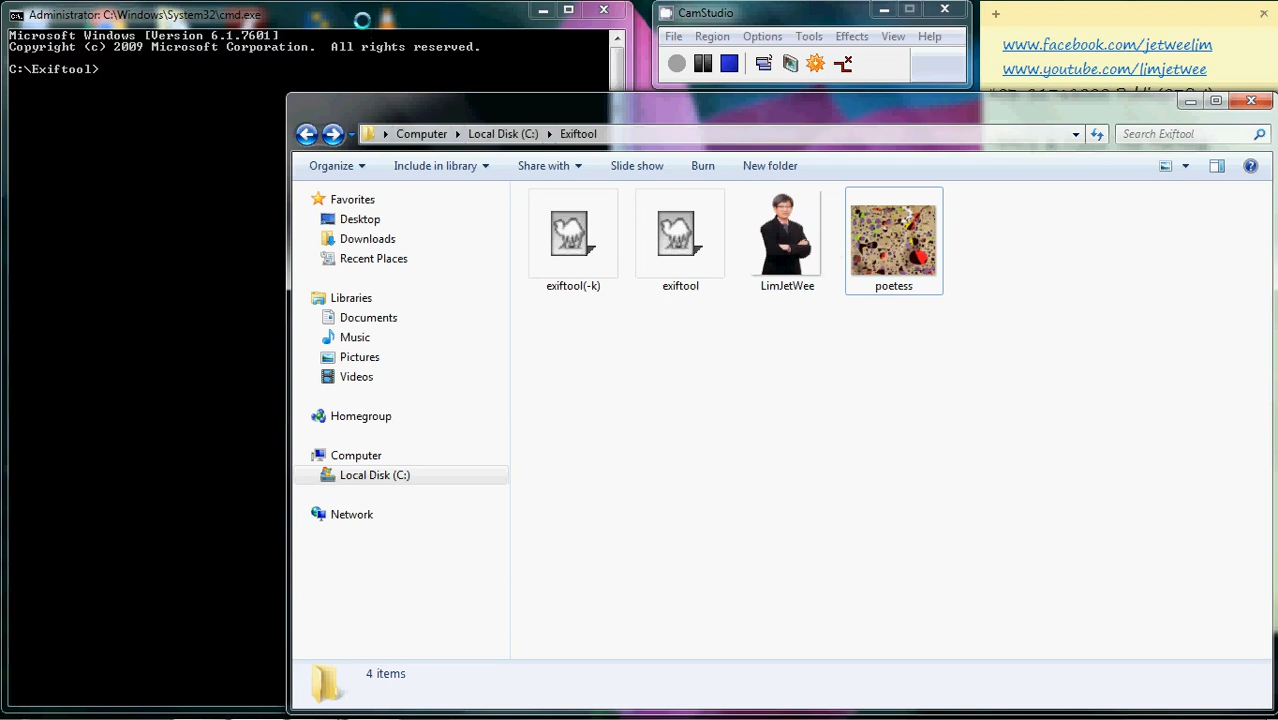 Administrator: C:\Windows\System32\cmd.exe
Microsoft Windows [Version 6.1.7601]
Copyright (c) 2009 Microsoft Corporation.  All rights reserved.
C:\Exiftool>
CamStudio
File Region Options Tools Effects View Help
www.facebook.com/jetweelim
www.youtube.com/limjetwee
Computer Local Disk (C:) Exiftool
Search Exiftool
Organize Include in library Share with Slide show Burn New folder
Favorites
Desktop
Downloads
Recent Places
Libraries
Documents
Music
Pictures
Videos
Homegroup
Computer
Local Disk (C:)
Network
exiftool(-k) exiftool LimJetWee poetess
4 items